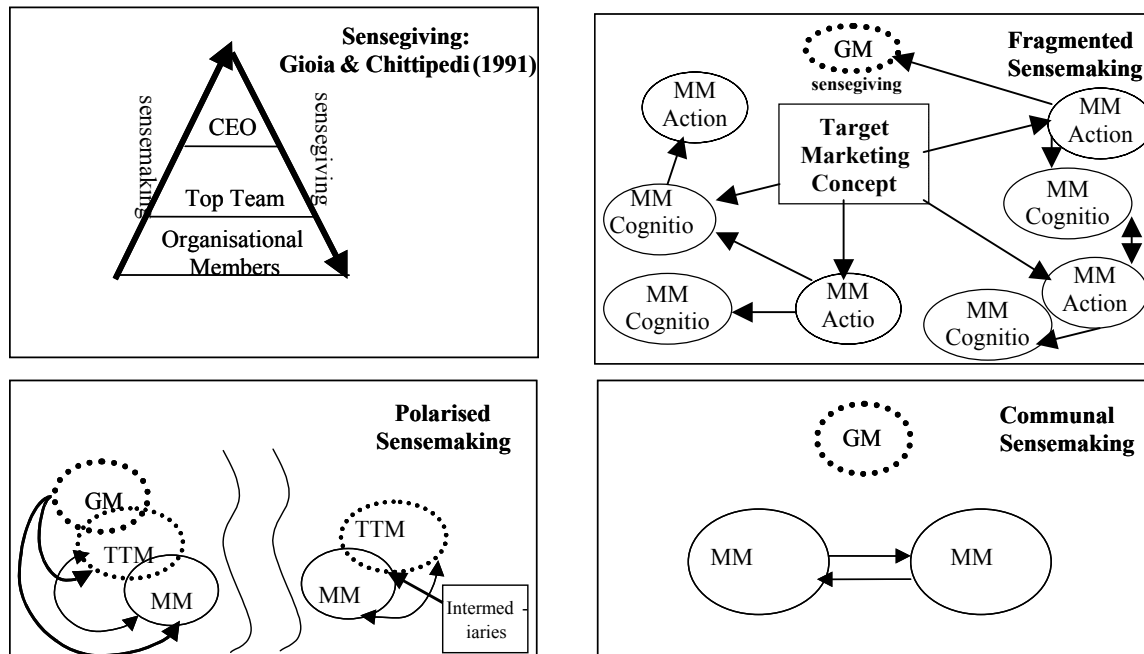 Sensegiving:
Gioia & Chittipedi (1991)
sensemaking
sensegiving
CEO
Top Team
Organisational
Members
Fragmented
Sensemaking
GM
sensegiving
MM
Action
Target
Marketing
Concept
MM
Action
MM
Cognitio
MM
Cognitio
MM
Cognitio
MM
Actio
MM
Action
MM
Cognitio
Polarised
Sensemaking
GM
TTM
MM
TTM
MM
Intermed -
iaries
Communal
Sensemaking
GM
MM
MM